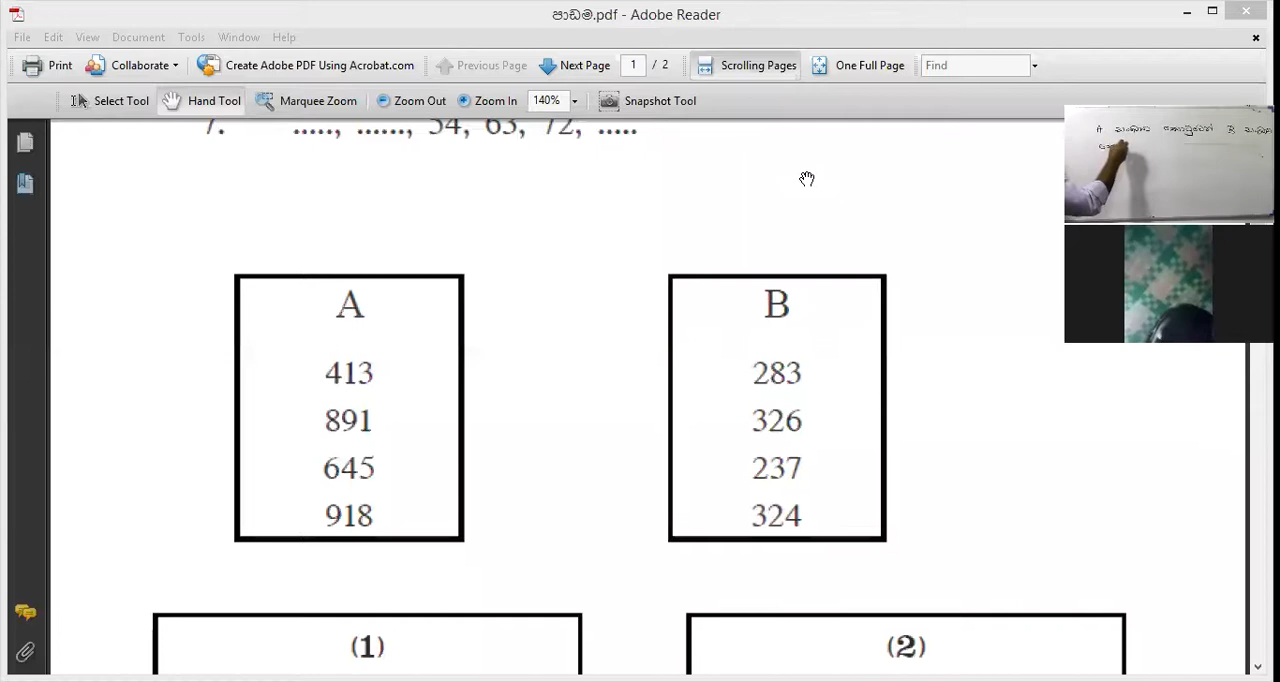 පාඩම.pdf - Adobe Reader
File Edit View Document Tools Window Help
Print Collaborate Create Adobe PDF Using Acrobat.com Previous Page Next Page 1 / 2 Scrolling Pages One Full Page Find
Select Tool Hand Tool Marquee Zoom Zoom Out Zoom In 140% Snapshot Tool
7. ....., ......, 54, 63, 72, .....
A
413
891
645
918
B
283
326
237
324
(1)
(2)
A සංඛ්‍යා B